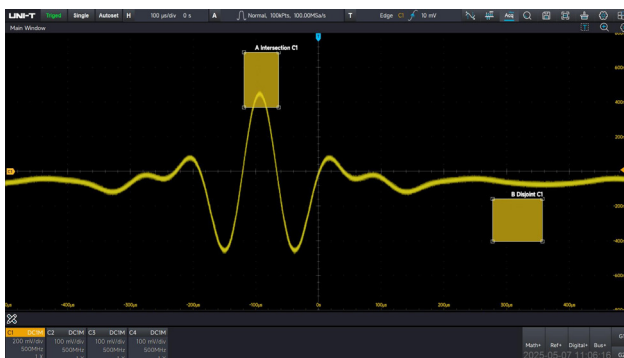 UNI-T Triged Single Autoset H 100 μs/div 0 s A Normal, 100kPts, 100.00MSa/s T Edge C1 10 mV Acq
Main Window
T
A Intersection C1
C1
B Disjoint C1
-400μs -300μs -200μs -100μs 0s 100μs 200μs 300μs 400μs
C1 DC1M C2 DC1M C3 DC1M C4 DC1M
200 mV/div 100 mV/div 100 mV/div 100 mV/div
500MHz 500MHz 500MHz 500MHz
1 X
Math+ Ref+ Digital+ Bus+
2025-05-07 11:06:16